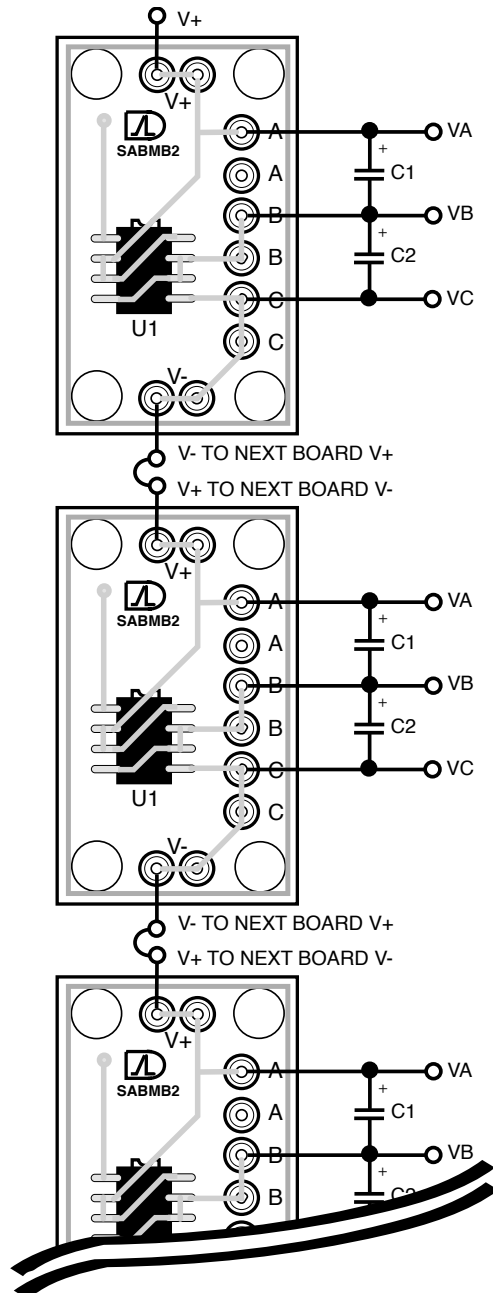 V+
V+
SABMB2
A VA
+
C1
A
B VB
+
C2
B
C VC
U1
C
V-
V- TO NEXT BOARD V+
V+ TO NEXT BOARD V-
V+
SABMB2
A VA
+
C1
A
B VB
+
C2
B
C VC
U1
C
V-
V- TO NEXT BOARD V+
V+ TO NEXT BOARD V-
V+
SABMB2
A VA
+
C1
A
B VB
+
B